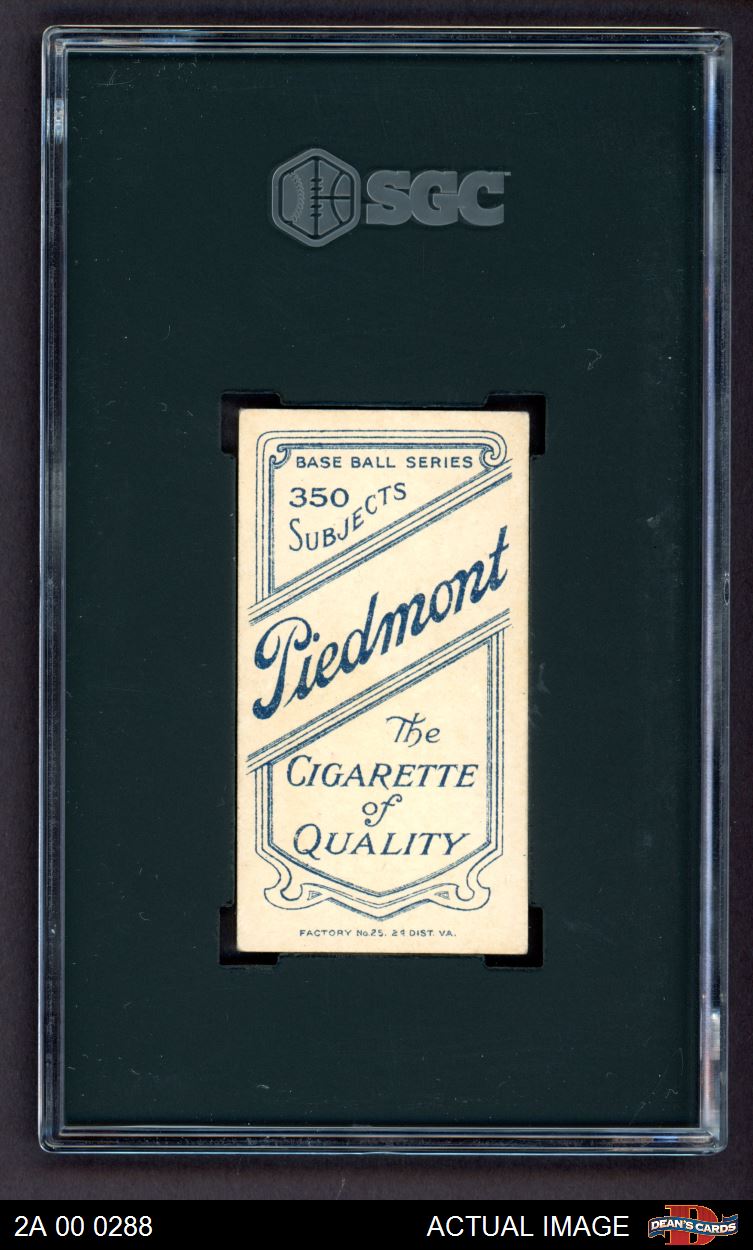 SGC
BASE BALL SERIES
350
SUBJECTS
Piedmont
The
CIGARETTE
of
QUALITY
FACTORY No.25. 2d DIST. VA.
2A 00 0288
ACTUAL IMAGE
DEAN'S CARDS